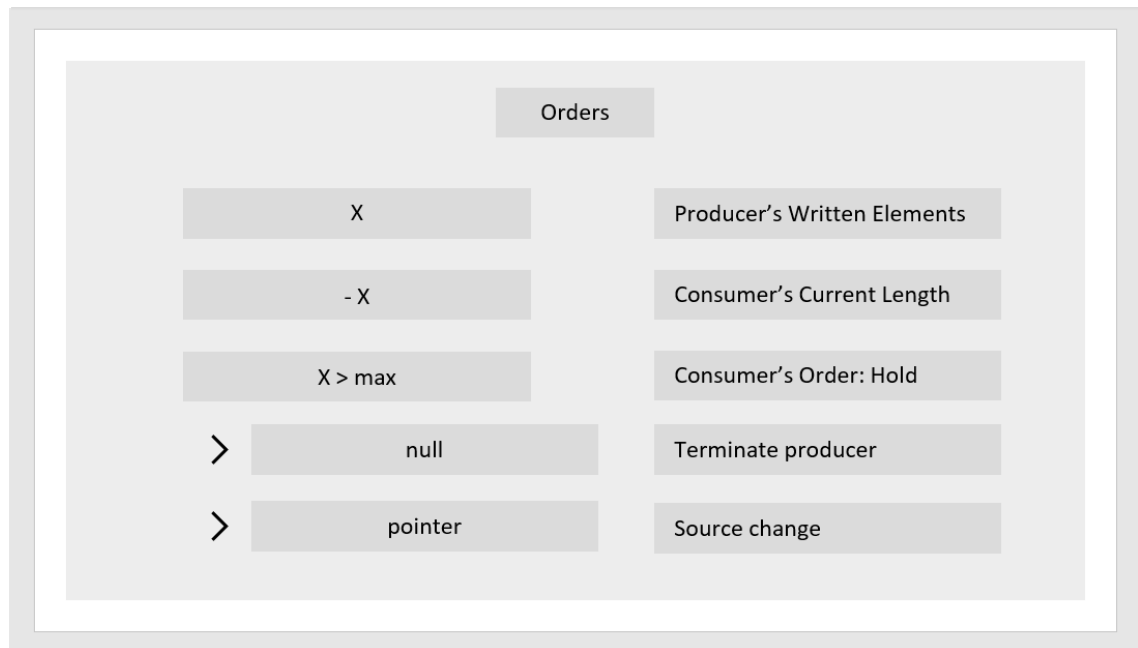 Orders
X
Producer’s Written Elements
- X
Consumer’s Current Length
X > max
Consumer’s Order: Hold
null
Terminate producer
pointer
Source change